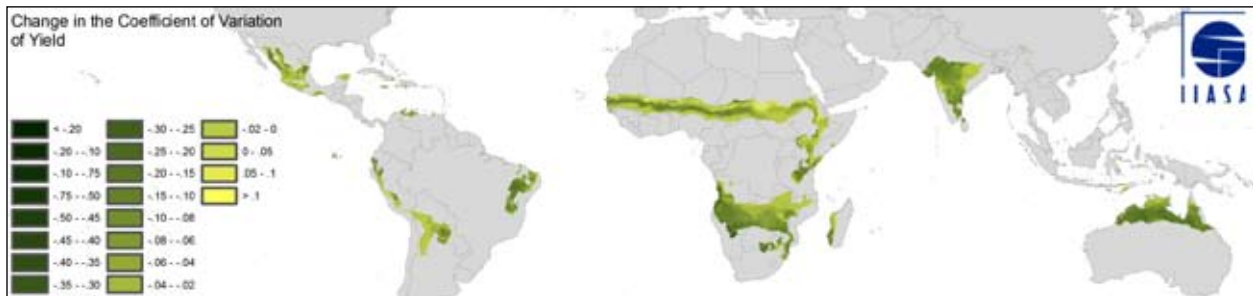 Change in the Coefficient of Variation
of Yield
< -.20
-.20 - -.10
-.10 - -.75
-.75 - -.50
-.50 - -.45
-.45 - -.40
-.40 - -.35
-.35 - -.30
-.30 - -.25
-.25 - -.20
-.20 - -.15
-.15 - -.10
-.10 - -.08
-.08 - -.06
-.06 - -.04
-.04 - -.02
-.02 - 0
0 - .05
.05 - .1
> .1
IIASA